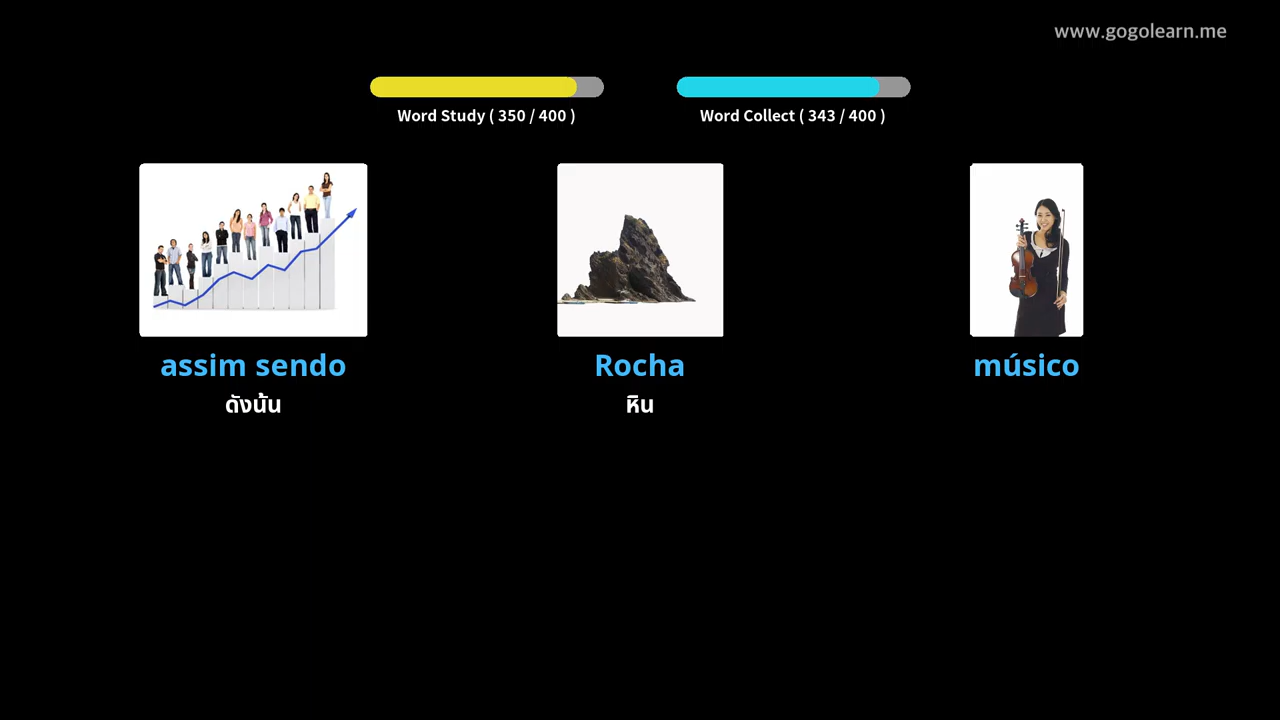 www.gogolearn.me
Word Study ( 350 / 400 )
Word Collect ( 343 / 400 )
assim sendo
Rocha
músico
ดังนั้น
หิน